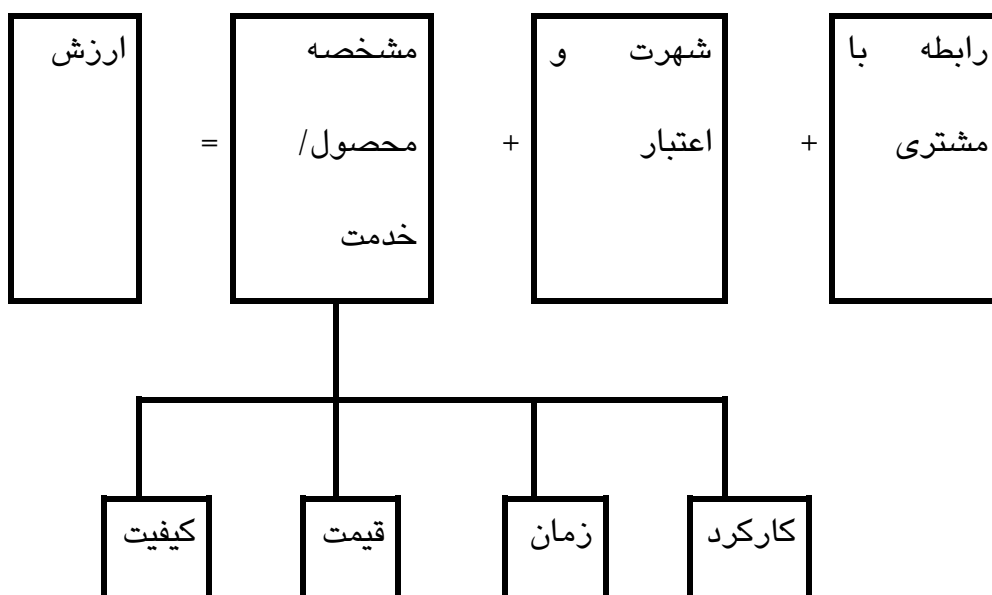 ارزش
=
مشخصه
محصول/
خدمت
+
شهرت و
اعتبار
+
رابطه با
مشتری
کیفیت
قیمت
زمان
کارکرد